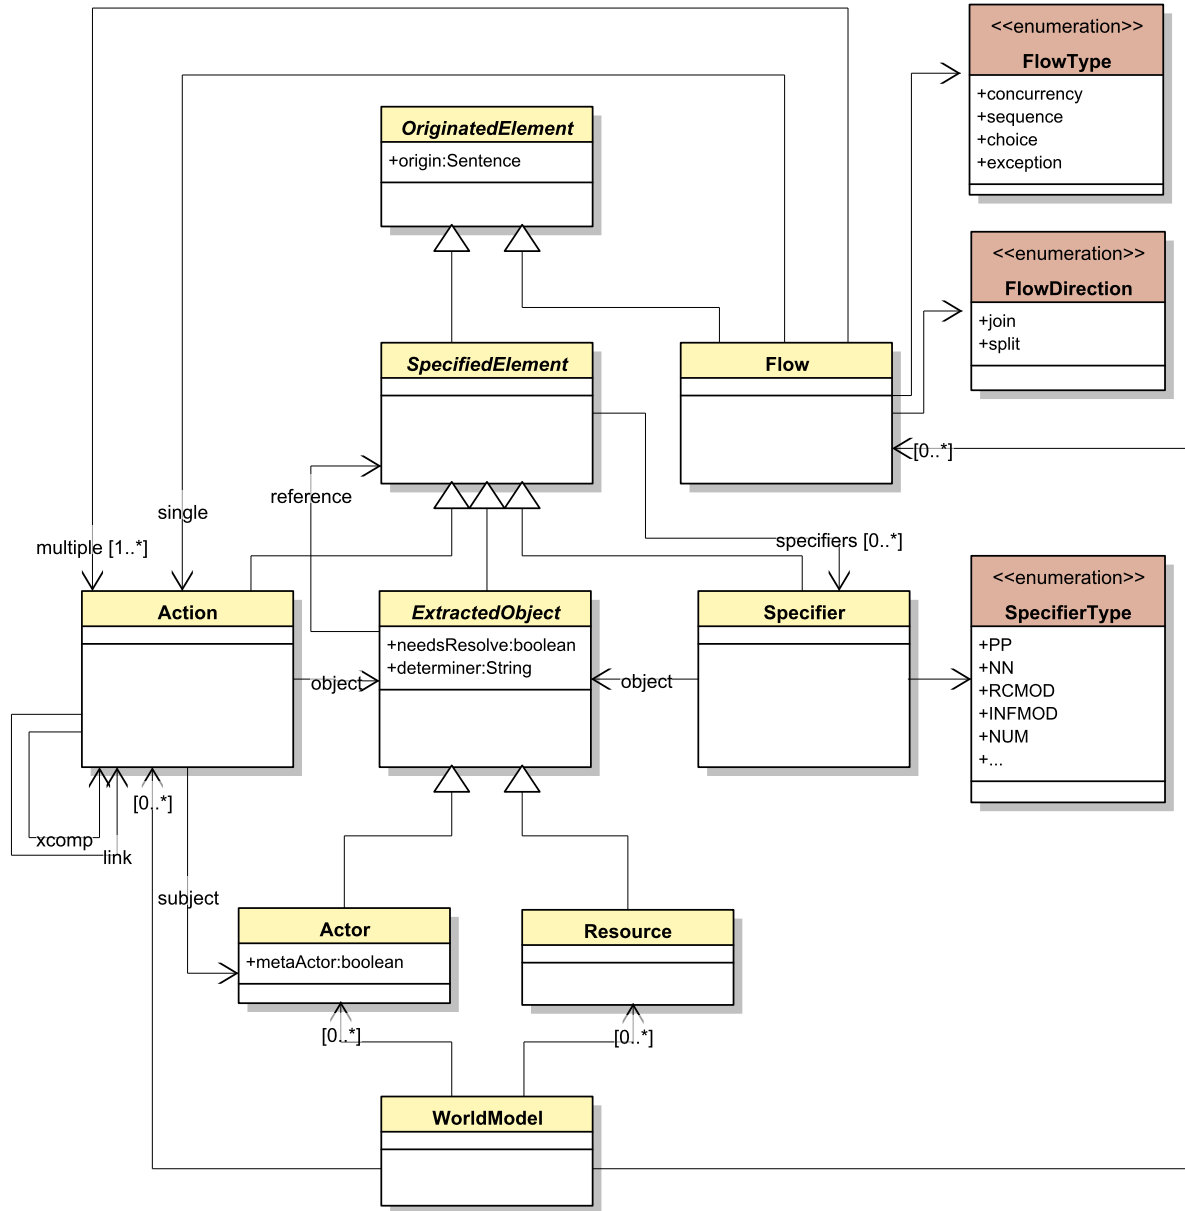 <<enumeration>>
FlowType
+concurrency
+sequence
+choice
+exception
OriginatedElement
+origin:Sentence
<<enumeration>>
FlowDirection
+join
+split
SpecifiedElement
Flow
[0..*]
reference
single
multiple [1..*]
specifiers [0..*]
Action
ExtractedObject
+needsResolve:boolean
+determiner:String
Specifier
<<enumeration>>
SpecifierType
+PP
+NN
+RCMOD
+INFMOD
+NUM
+...
object
object
[0..*]
xcomp
link
subject
Actor
+metaActor:boolean
Resource
[0..*]
[0..*]
WorldModel